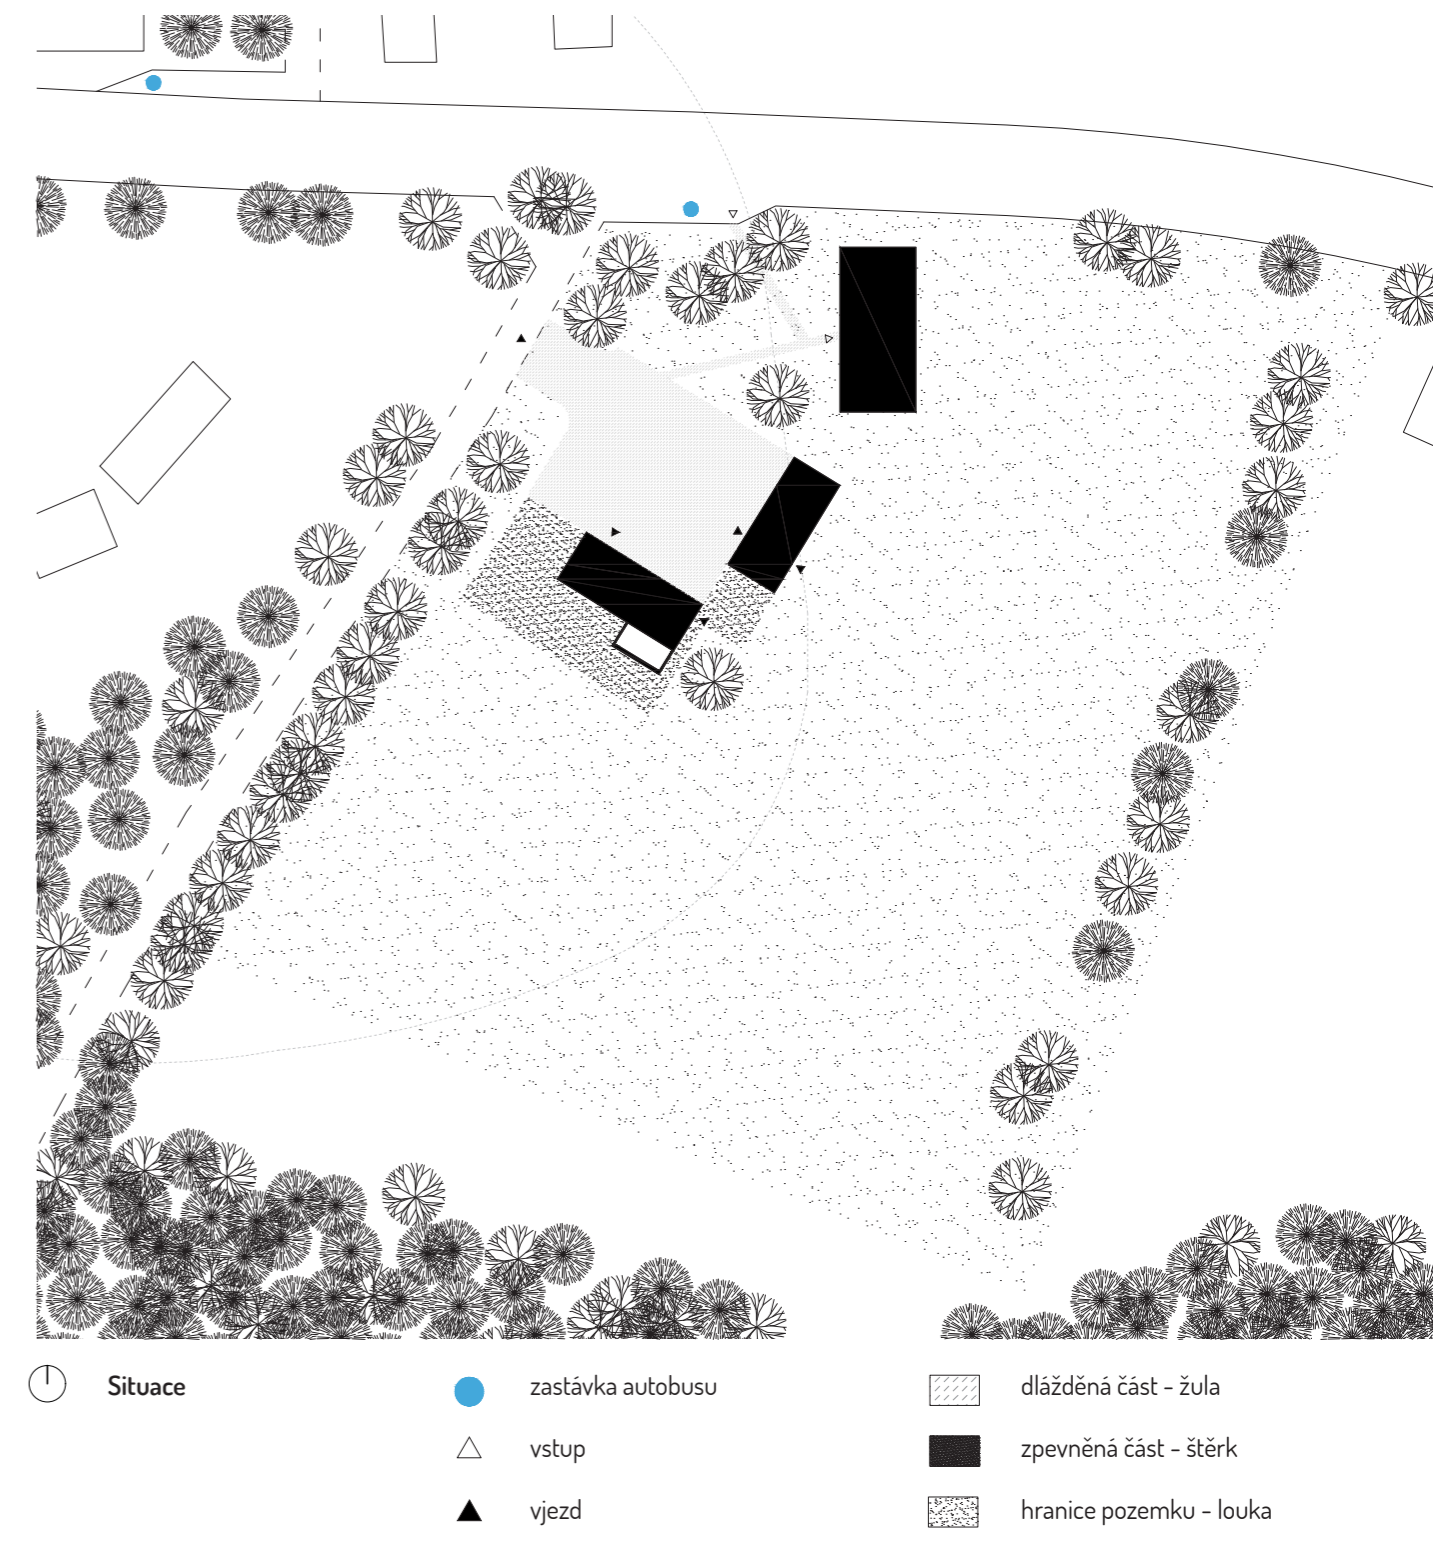 Situace
zastávka autobusu
vstup
vjezd
dlážděná část - žula
zpevněná část - štěrk
hranice pozemku - louka